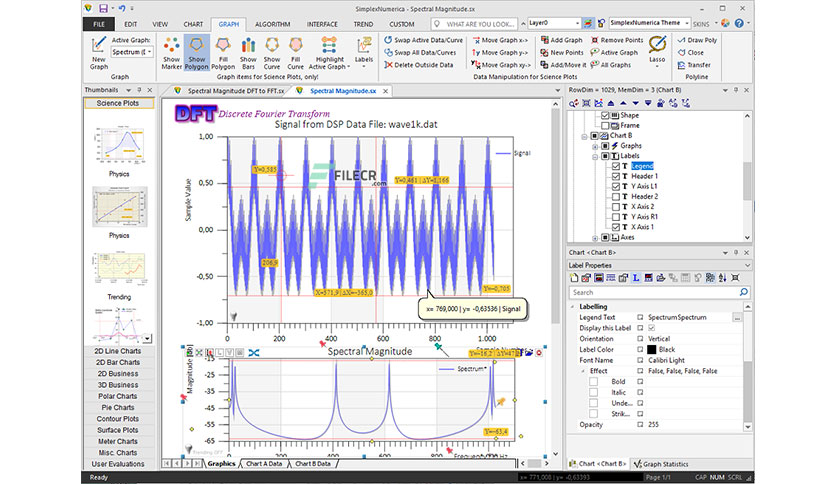 SimplexNumerica - Spectral Magnitude.sx
FILE EDIT VIEW CHART GRAPH ALGORITHM INTERFACE TREND CUSTOM WHAT ARE YOU LOOK... Layer0 SimplexNumerica Theme SKINS
New Graph
Active Graph:
Spectrum (D
Show Marker
Show Polygon
Fill Polygon
Show Bars
Show Curve
Fill Curve
Highlight Active Graph
Labels
Swap Active Data/Curve
Swap All Data/Curves
Delete Outside Data
Move Graph y->
Move Graph x->
Move Graph xy->
Add Graph
New Points
Add/Move it
Remove Points
Active Graph
All Graphs
Lasso
Draw Poly
Close
Transfer
Graph
Graph items for Science Plots, only!
Data Manipulation for Science Plots
Polyline
Thumbnails
Science Plots
Physics
Physics
Trending
2D Line Charts
2D Bar Charts
2D Business
3D Business
Polar Charts
Pie Charts
Contour Plots
Surface Plots
Meter Charts
Misc. Charts
User Evaluations
Spectral Magnitude DFT to FFT.sx
Spectral Magnitude.sx
DFT Discrete Fourier Transform
Signal from DSP Data File: wave1k.dat
1,00
0,50
0,00
-0,50
-1,00
Sample Value
Signal
Y=0,585
Y=0,461 | ΔY=1,166
FILECR
.com
206,9
X=571,9 | ΔX=-365,0
Y=-0,705
x= 769,000 | y= -0,63536 | Signal
0 200 400 600 800 1.000
Spectral Magnitude
Y=-16,2
-15
-25
-35
-45
-55
-65
Spectrum*
Y=-63,4
Trending DFT
Graphics
Chart A Data
Chart B Data
RowDim = 1029, MemDim = 3 (Chart B)
Shape
Frame
Chart B
Graphs
Labels
Legend
Header 1
Y Axis L1
Header 2
X Axis 2
Y Axis R1
X Axis 1
Axes
Chart <Chart B>
Label Properties
Search
Labelling
Legend Text SpectrumSpectrum
Display this Label
Orientation Vertical
Label Color Black
Font Name Calibri Light
Effect False, False, False, False
Bold
Italic
Unde...
Strik...
Opacity 255
Chart <Chart B>
Graph Statistics
Ready
x= 771,000 | y= -0,63393
Page 1/1
CAP NUM SCRL